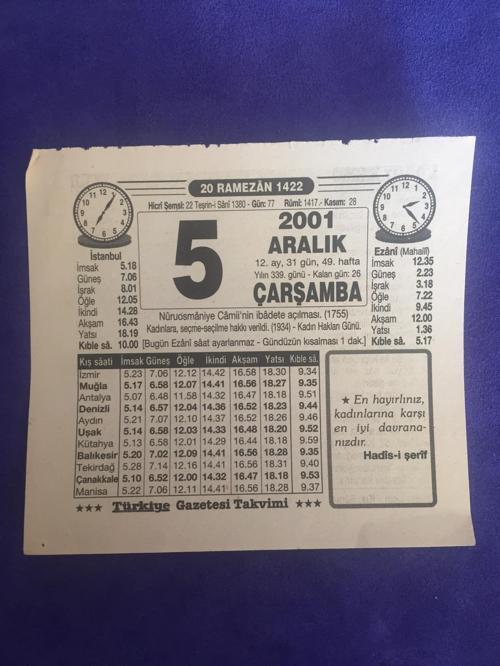 20 RAMEZÂN 1422
Hicrî Şemsî: 22 Teşrin-i Sânî 1380 - Gün: 77 Rûmî: 1417 - Kasım: 28
5
2001
ARALIK
12. ay, 31 gün, 49. hafta
Yılın 339. günü - Kalan gün: 26
ÇARŞAMBA
İstanbul
İmsak 5.18
Güneş 7.06
İşrak 8.01
Öğle 12.05
İkindi 14.28
Akşam 16.43
Yatsı 18.19
Kıble sâ. 10.00
Ezânî (Mahallî)
İmsak 12.35
Güneş 2.23
İsrak 3.18
Öğle 7.22
İkindi 9.45
Akşam 12.00
Yatsı 1.36
Kıble sâ. 5.17
Nûruosmâniye Câmii'nin ibâdete açılması. (1755)
Kadınlara, seçme-seçilme hakkı verildi. (1934) - Kadın Hakları Günü.
[Bugün Ezânî sâat ayarlanmaz - Gündüzün kısalması 1 dak.]
Kış sâati İmsak Güneş Öğle İkindi Akşam Yatsı Kıble sâ.
İzmir 5.23 7.06 12.12 14.42 16.58 18.30 9.34
Muğla 5.17 6.58 12.07 14.41 16.56 18.27 9.35
Antalya 5.07 6.48 11.58 14.32 16.47 18.18 9.51
Denizli 5.14 6.57 12.04 14.36 16.52 18.23 9.44
Aydın 5.21 7.07 12.10 14.37 16.52 18.26 9.46
Uşak 5.14 6.58 12.03 14.33 16.48 18.20 9.52
Kütahya 5.13 6.58 12.01 14.29 16.44 18.18 9.59
Balıkesir 5.20 7.02 12.09 14.41 16.56 18.28 9.35
Tekirdağ 5.28 7.14 12.16 14.41 16.56 18.31 9.40
Çanakkale 5.10 6.52 12.00 14.32 16.47 18.18 9.53
Manisa 5.22 7.06 12.11 14.41 16.56 18.28 9.37
★ En hayırlınız,
kadınlarına karşı
en iyi davrana-
nızdır.
Hadîs-i şerîf
★★★ Türkiye Gazetesi Takvimi ★★★